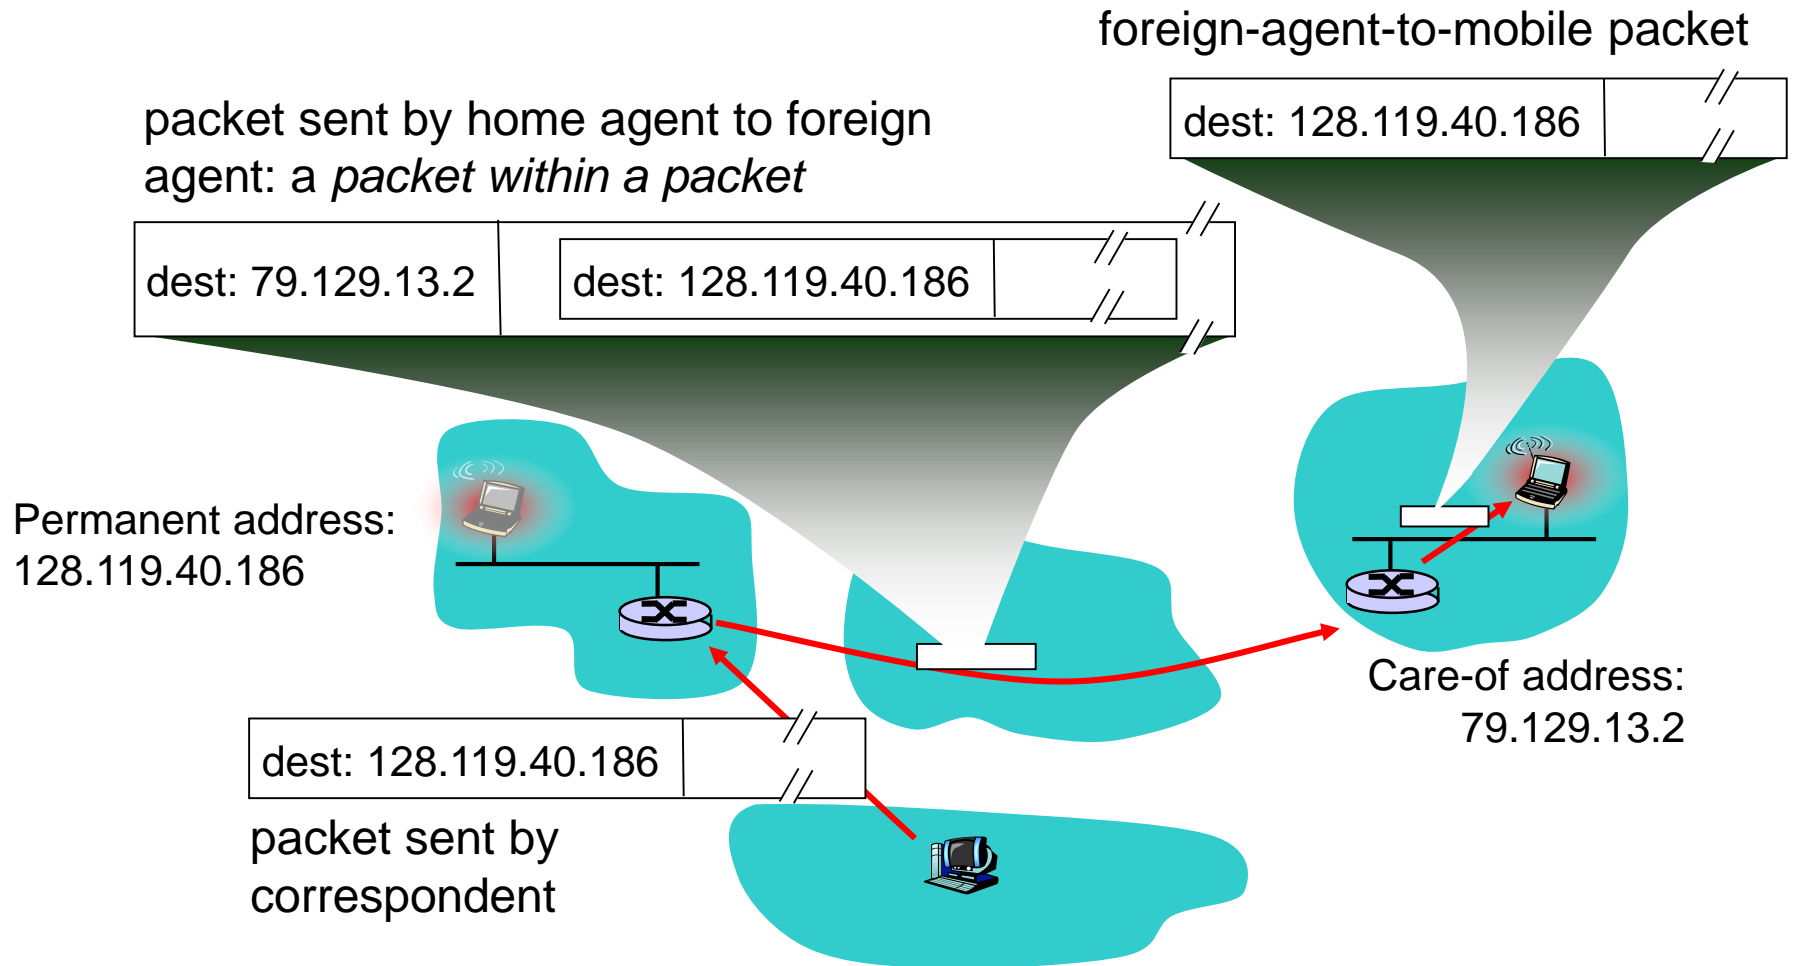 foreign-agent-to-mobile packet
dest: 128.119.40.186
packet sent by home agent to foreign
agent: a packet within a packet
dest: 79.129.13.2
dest: 128.119.40.186
Permanent address:
128.119.40.186
Care-of address:
79.129.13.2
dest: 128.119.40.186
packet sent by
correspondent